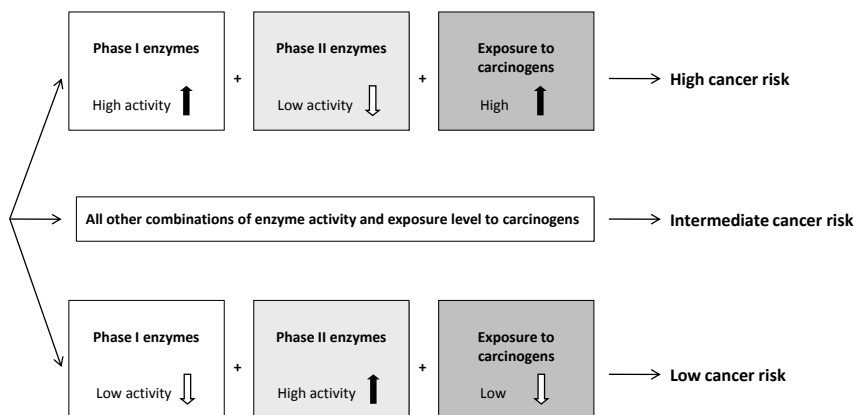 Phase I enzymes
High activity
+
Phase II enzymes
Low activity
+
Exposure to
carcinogens
High
High cancer risk
All other combinations of enzyme activity and exposure level to carcinogens
Intermediate cancer risk
Phase I enzymes
Low activity
+
Phase II enzymes
High activity
+
Exposure to
carcinogens
Low
Low cancer risk